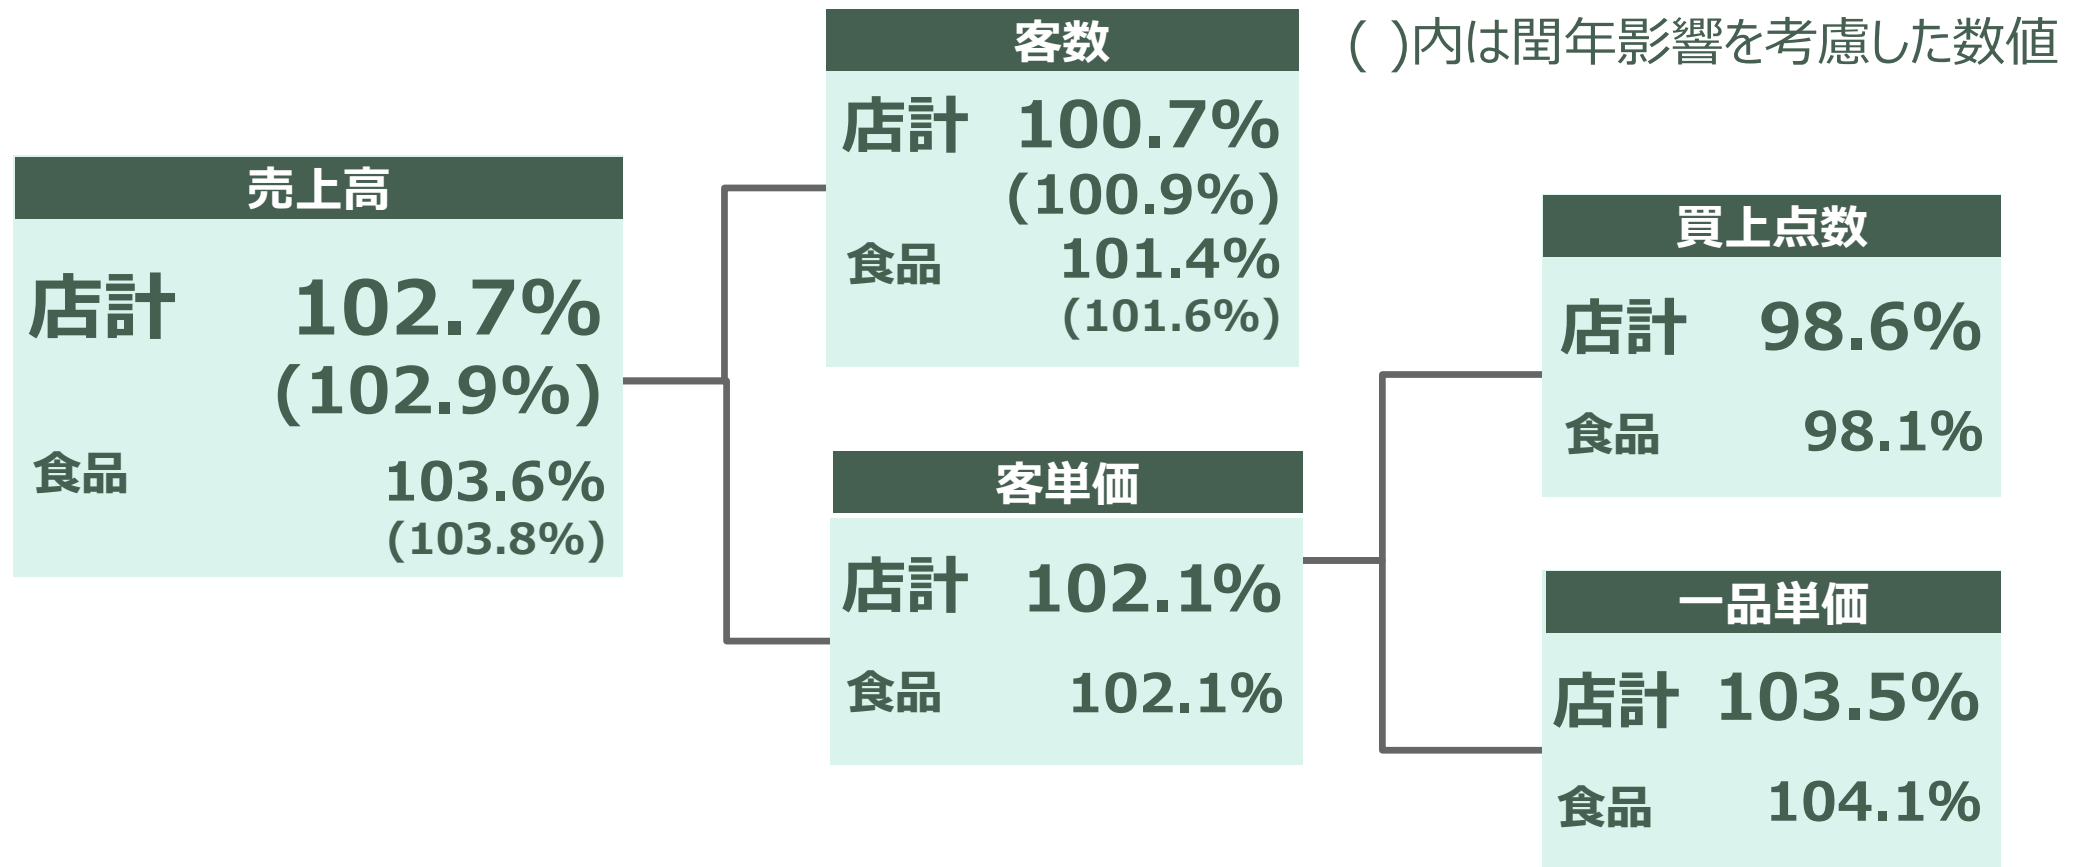 ( )内は閏年影響を考慮した数値
売上高
店計 102.7%
(102.9%)
食品 103.6%
(103.8%)
客数
店計 100.7%
(100.9%)
食品 101.4%
(101.6%)
客単価
店計 102.1%
食品 102.1%
買上点数
店計 98.6%
食品 98.1%
一品単価
店計 103.5%
食品 104.1%